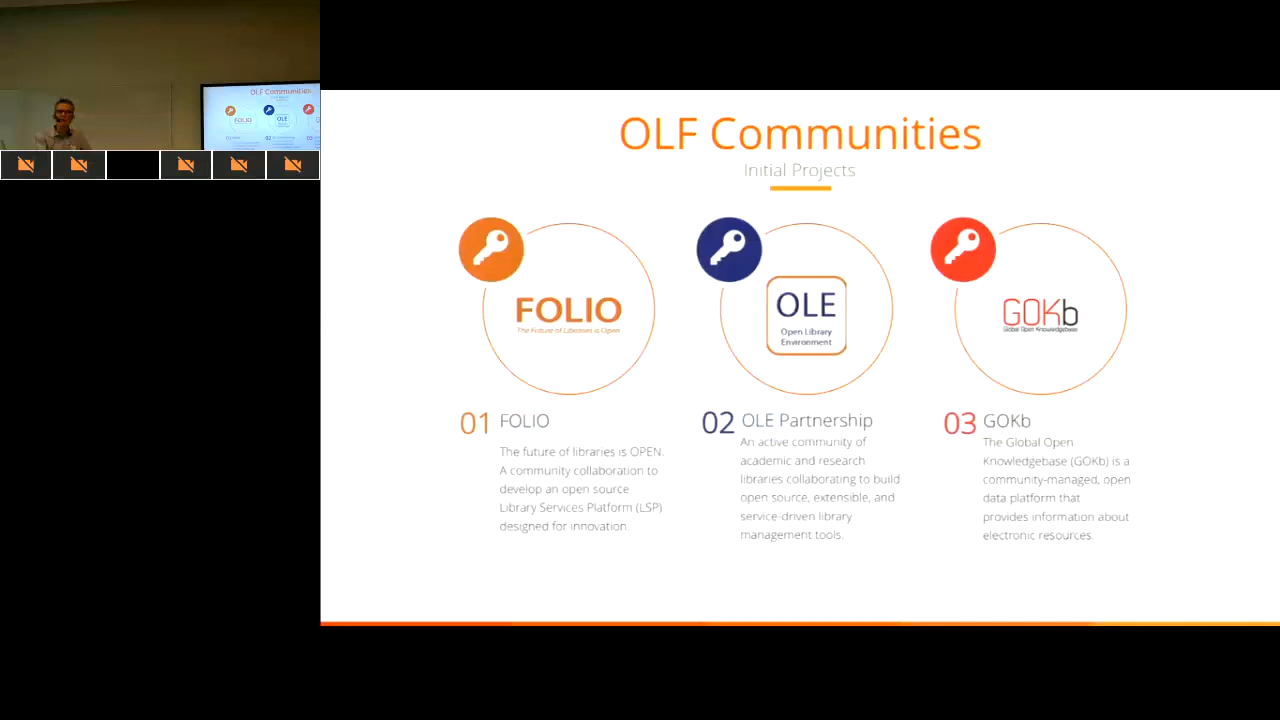 OLF Communities
FOLIO
OLE
OLF Communities
Initial Projects
FOLIO
The Future of Libraries is Open
OLE
Open Library
Environment
GOKb
Global Open Knowledgebase
01 FOLIO
The future of libraries is OPEN.
A community collaboration to
develop an open source
Library Services Platform (LSP)
designed for innovation.
02 OLE Partnership
An active community of
academic and research
libraries collaborating to build
open source, extensible, and
service-driven library
management tools.
03 GOKb
The Global Open
Knowledgebase (GOKb) is a
community-managed, open
data platform that
provides information about
electronic resources.